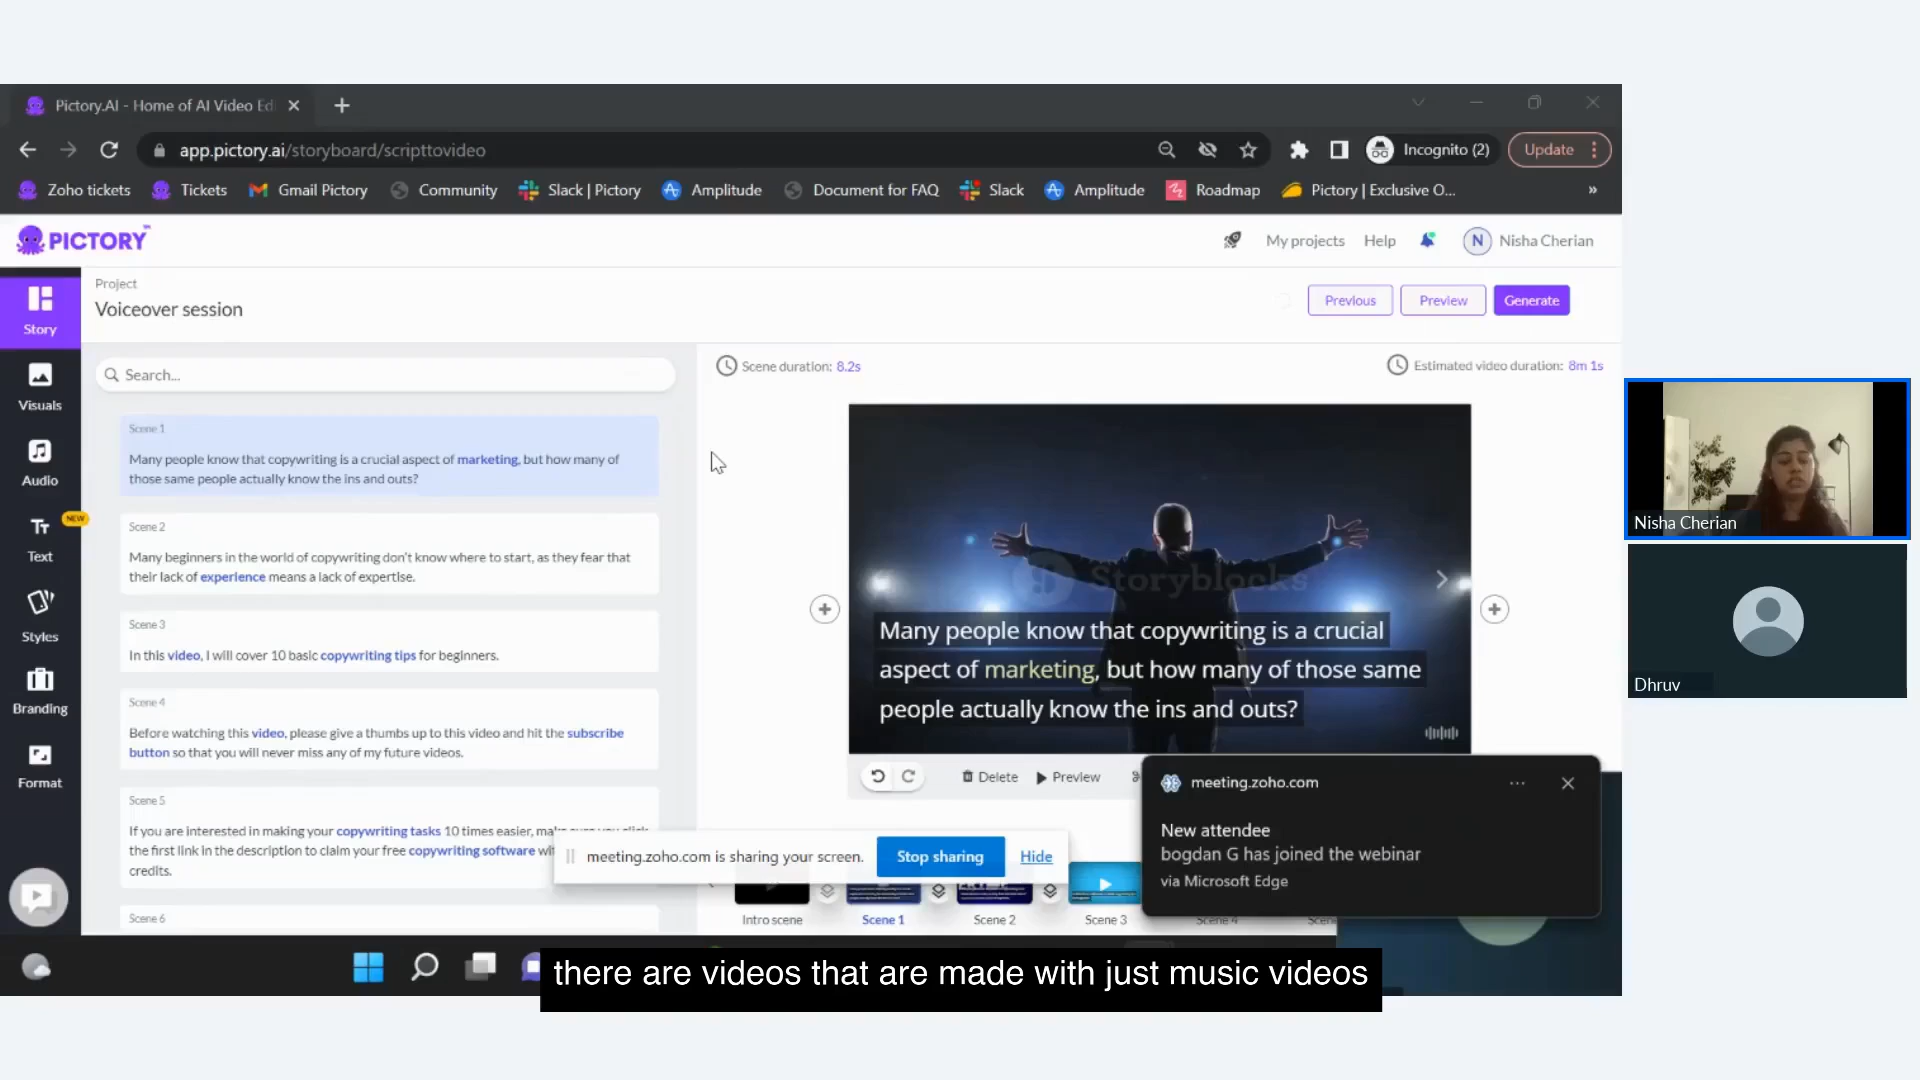 Pictory.AI - Home of AI Video Ed
app.pictory.ai/storyboard/scripttovideo
Incognito (2)
Update
Zoho tickets
Tickets
Gmail Pictory
Community
Slack | Pictory
Amplitude
Document for FAQ
Slack
Amplitude
Roadmap
Pictory | Exclusive O...
»
PICTORY
My projects
Help
N
Nisha Cherian
Project
Voiceover session
Previous
Preview
Generate
Story
Visuals
Audio
NEW
Text
Styles
Branding
Format
Search...
Scene duration: 8.2s
Estimated video duration: 8m 1s
Scene 1
Many people know that copywriting is a crucial aspect of marketing, but how many of
those same people actually know the ins and outs?
Scene 2
Many beginners in the world of copywriting don't know where to start, as they fear that
their lack of experience means a lack of expertise.
Scene 3
In this video, I will cover 10 basic copywriting tips for beginners.
Scene 4
Before watching this video, please give a thumbs up to this video and hit the subscribe
button so that you will never miss any of my future videos.
Scene 5
If you are interested in making your copywriting tasks 10 times easier, make sure you click
the first link in the description to claim your free copywriting software
credits.
Scene 6
Storyblocks
Many people know that copywriting is a crucial
aspect of marketing, but how many of those same
people actually know the ins and outs?
Delete
Preview
meeting.zoho.com is sharing your screen.
Stop sharing
Hide
Intro scene
Scene 1
Scene 2
Scene 3
Scene 4
meeting.zoho.com
New attendee
bogdan G has joined the webinar
via Microsoft Edge
Nisha Cherian
Dhruv
there are videos that are made with just music videos